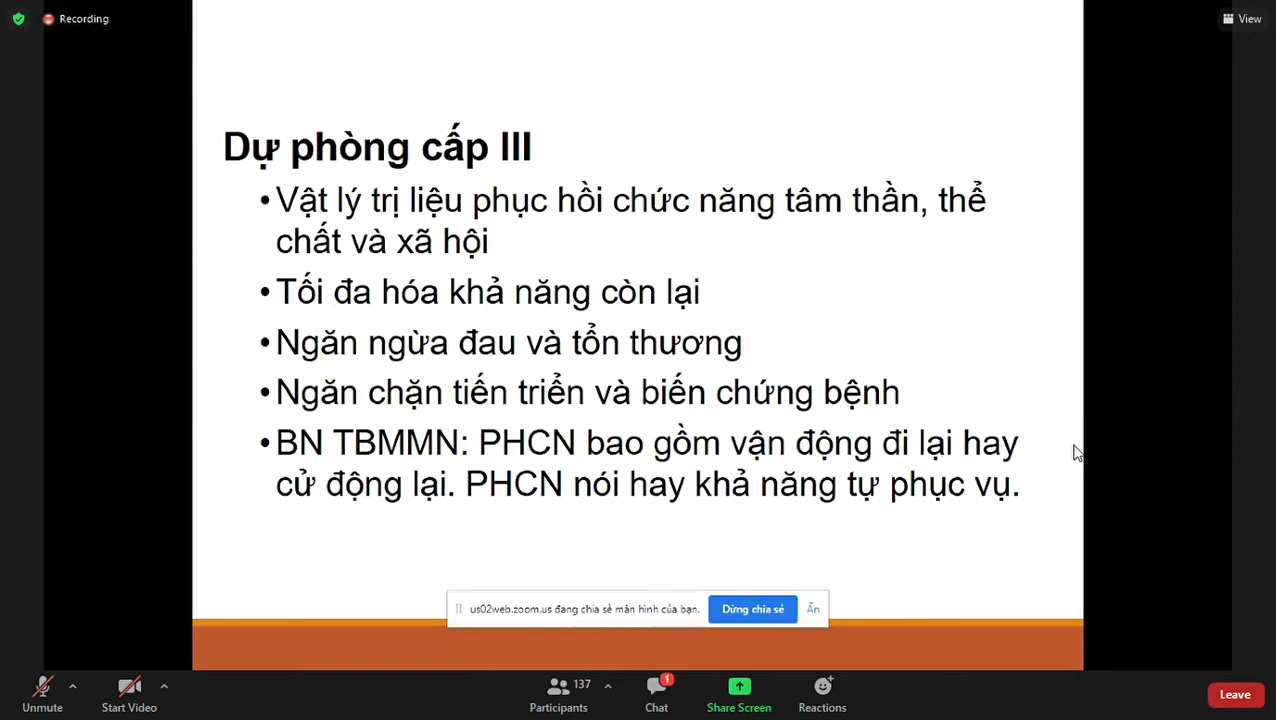 Recording
View
Dự phòng cấp III
•Vật lý trị liệu phục hồi chức năng tâm thần, thể
chất và xã hội
•Tối đa hóa khả năng còn lại
•Ngăn ngừa đau và tổn thương
•Ngăn chặn tiến triển và biến chứng bệnh
•BN TBMMN: PHCN bao gồm vận động đi lại hay
cử động lại. PHCN nói hay khả năng tự phục vụ.
us02web.zoom.us đang chia sẻ màn hình của bạn.
Dừng chia sẻ
Ẩn
Unmute
Start Video
137
Participants
1
Chat
Share Screen
Reactions
Leave